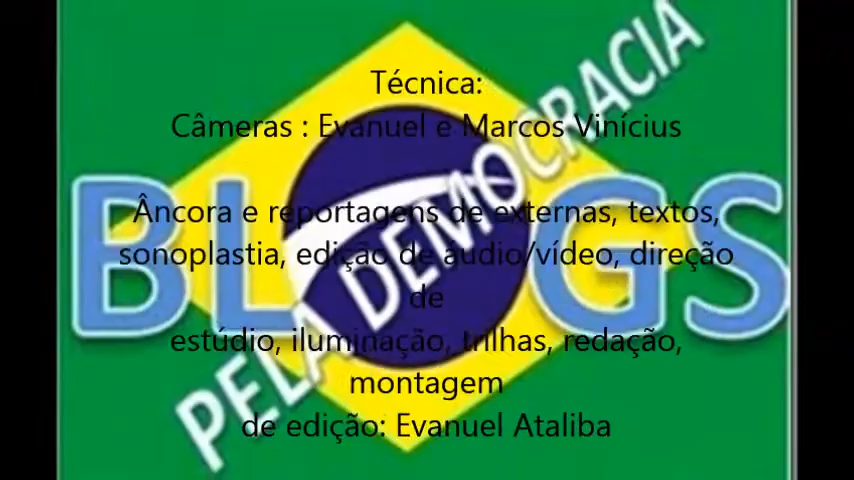 Técnica:
Câmeras : Evanuel e Marcos Vinícius
Âncora e reportagens de externas, textos,
sonoplastia, edição de áudio/vídeo, direção
de
estúdio, iluminação, trilhas, redação,
montagem
de edição: Evanuel Ataliba
BLOGS
PELA DEMOCRACIA